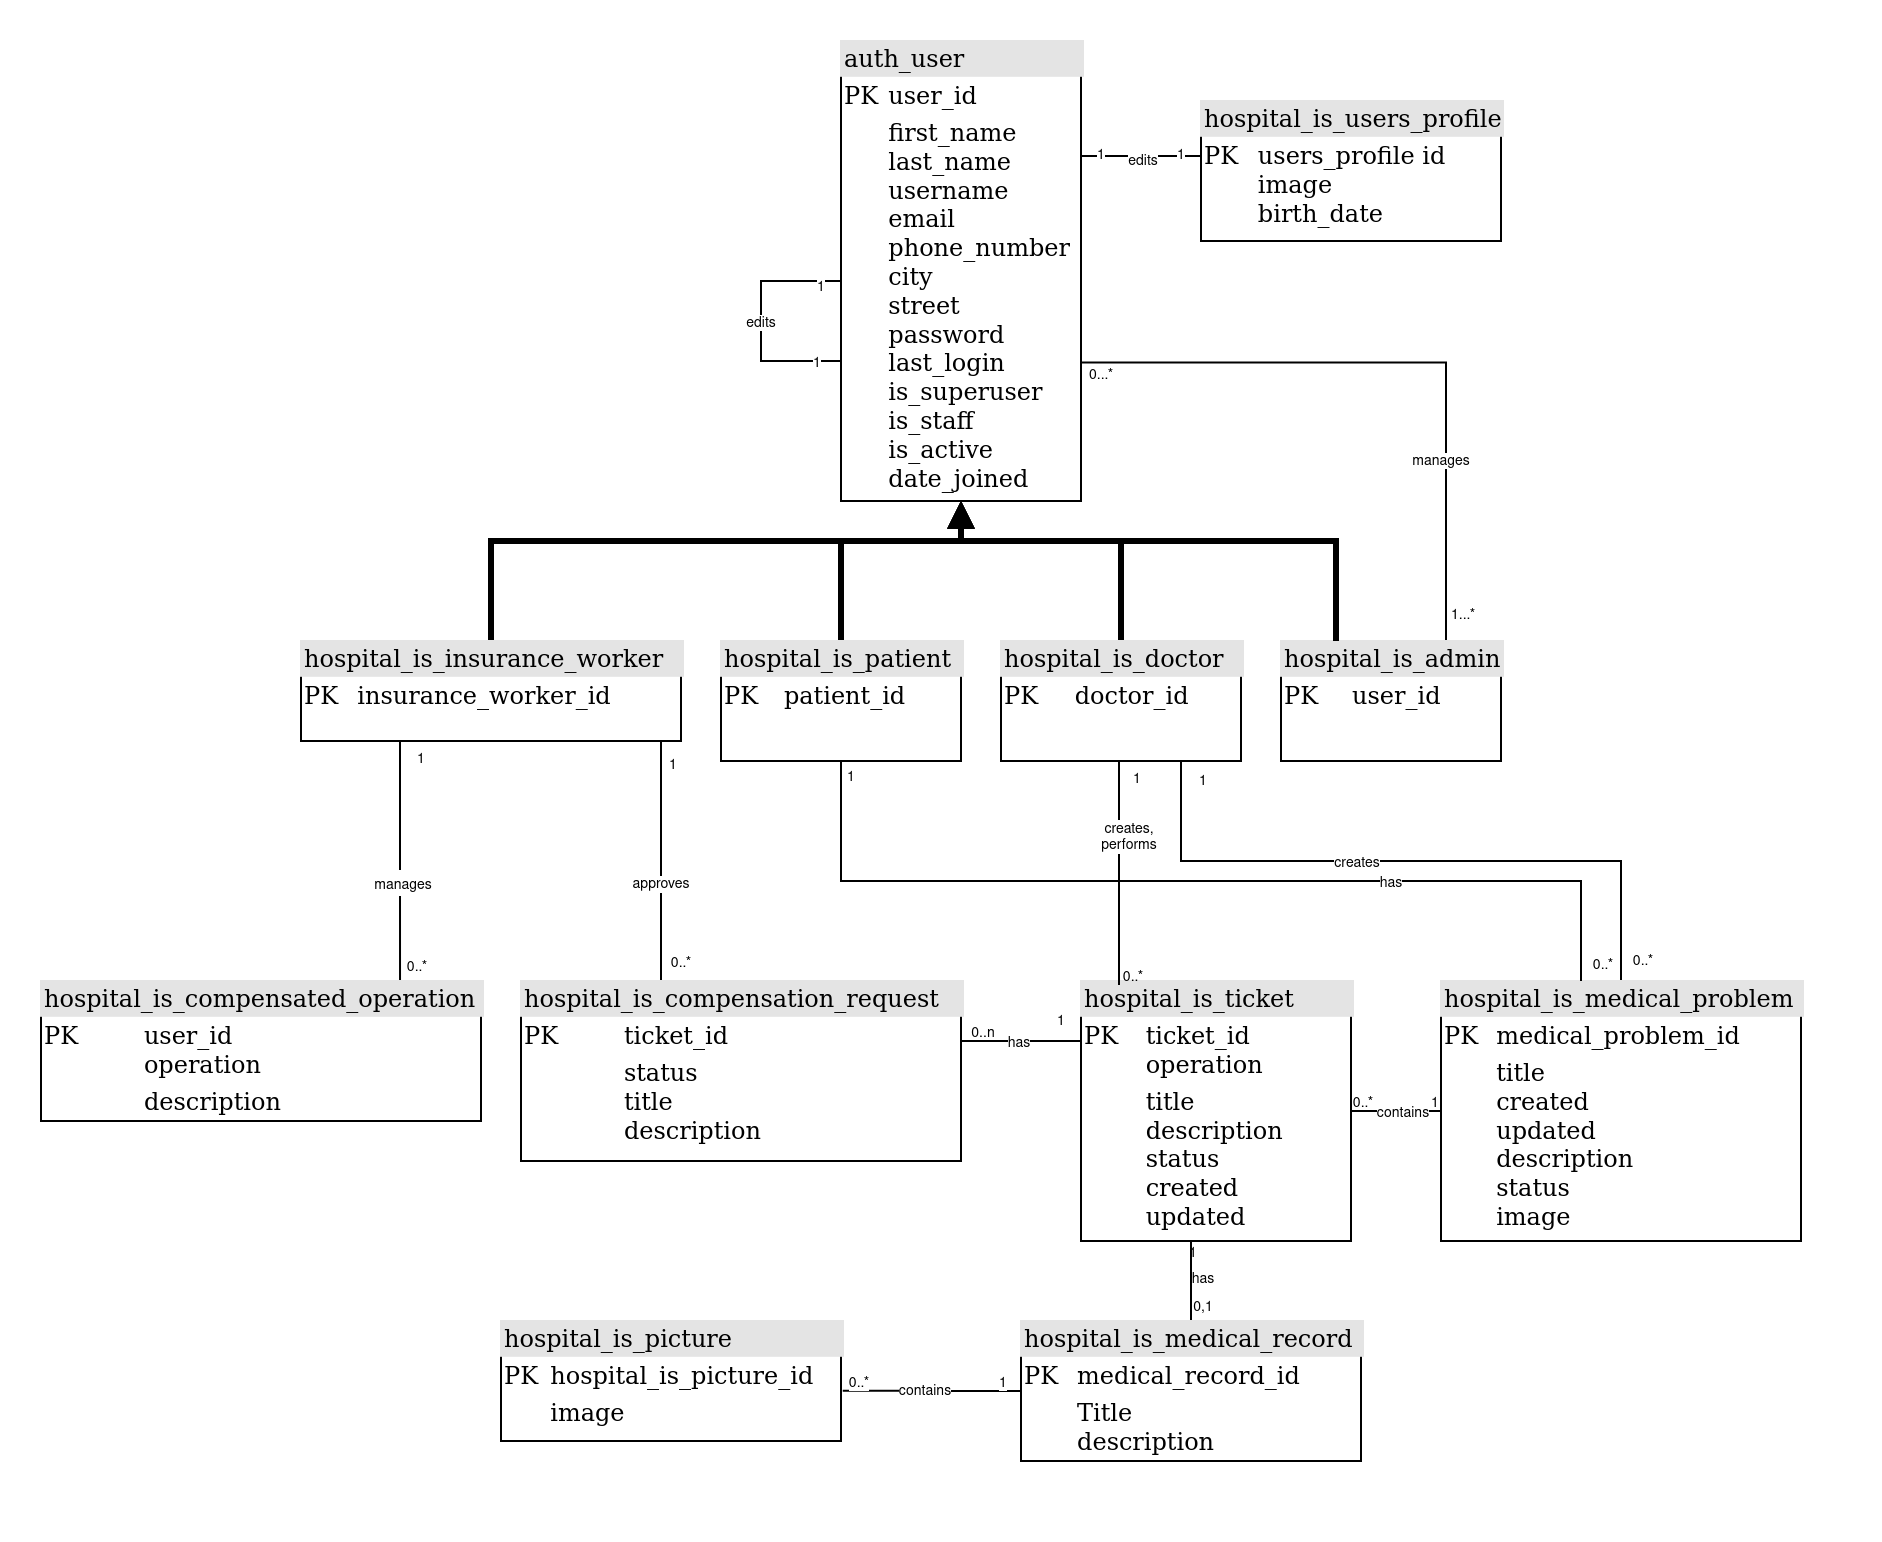 auth_user
PK user_id
first_name
last_name
username
email
phone_number
city
street
password
last_login
is_superuser
is_staff
is_active
date_joined
hospital_is_users_profile
PK users_profile id
image
birth_date
1 edits 1
1
edits
1
0...*
manages
1...*
hospital_is_insurance_worker
PK insurance_worker_id
hospital_is_patient
PK patient_id
hospital_is_doctor
PK doctor_id
hospital_is_admin
PK user_id
1
manages
0..*
1
approves
0..*
1
has
0..*
1
creates,
performs
0..*
1
creates
0..*
hospital_is_compensated_operation
PK user_id
operation
description
hospital_is_compensation_request
PK ticket_id
status
title
description
0..n has 1
hospital_is_ticket
PK ticket_id
operation
title
description
status
created
updated
0..* contains 1
hospital_is_medical_problem
PK medical_problem_id
title
created
updated
description
status
image
1
has
0,1
hospital_is_picture
PK hospital_is_picture_id
image
0..* contains 1
hospital_is_medical_record
PK medical_record_id
Title
description